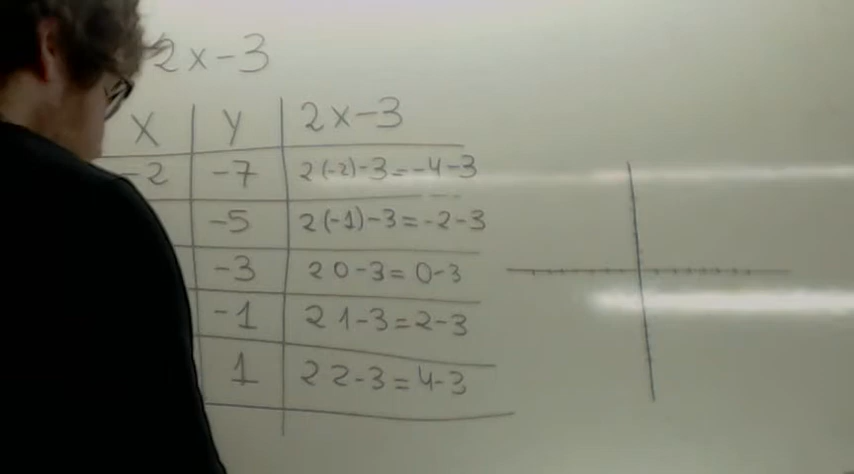 2x-3
X Y 2x-3
-2 -7 2(-2)-3=-4-3
-5 2(-1)-3=-2-3
-3 2 0-3=0-3
-1 2 1-3=2-3
1 2 2-3=4-3